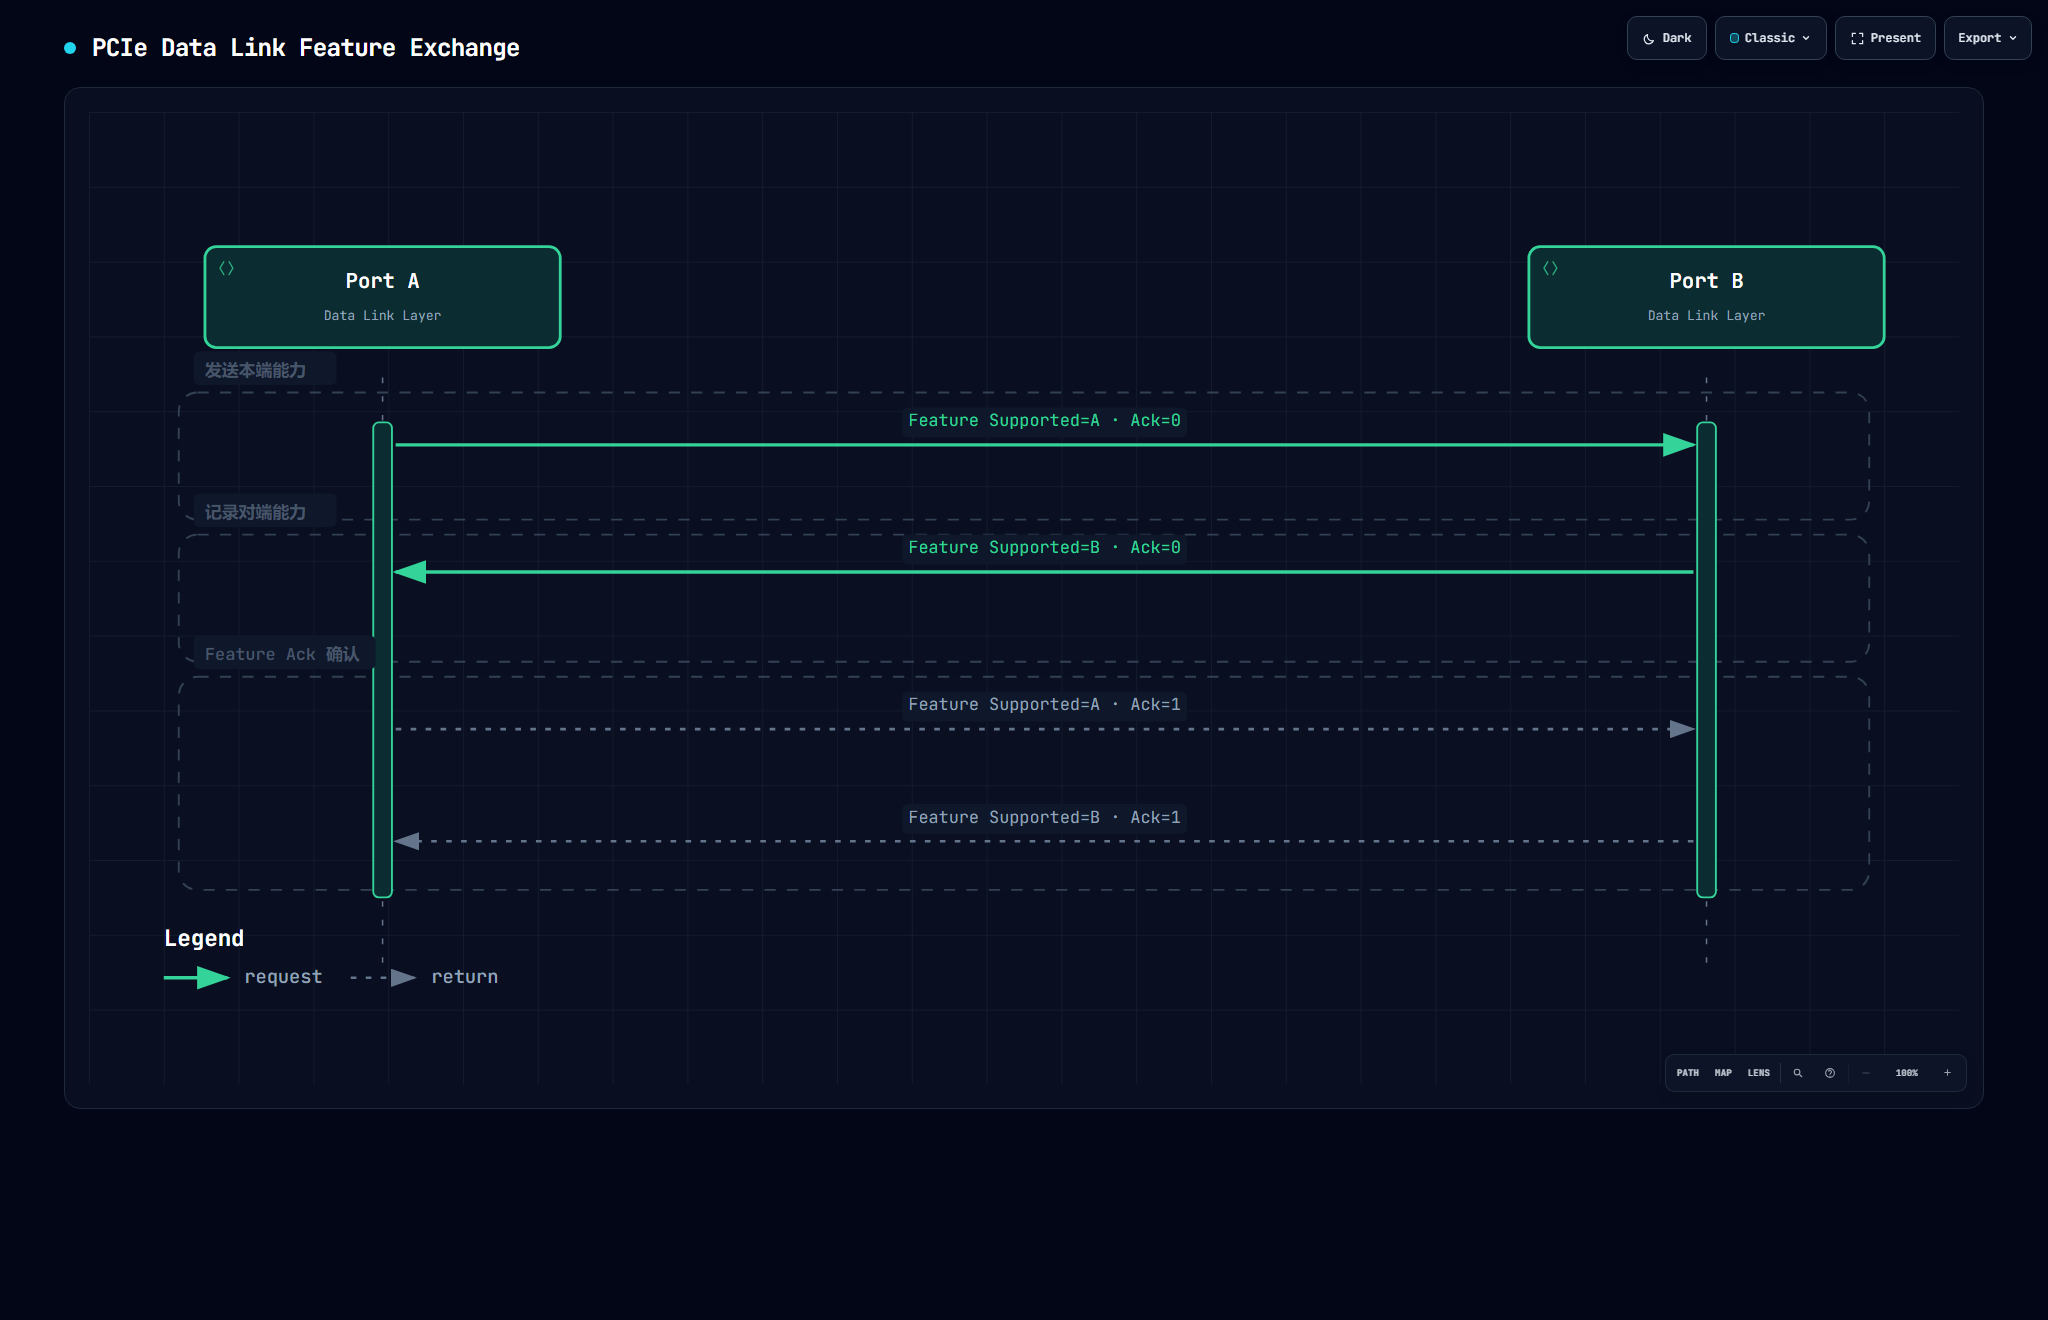 PCIe Data Link Feature Exchange
Dark
Classic
Present
Export
Port A
Data Link Layer
Port B
Data Link Layer
发送本端能力
Feature Supported=A · Ack=0
记录对端能力
Feature Supported=B · Ack=0
Feature Ack 确认
Feature Supported=A · Ack=1
Feature Supported=B · Ack=1
Legend
request
return
PATH
MAP
LENS
100%